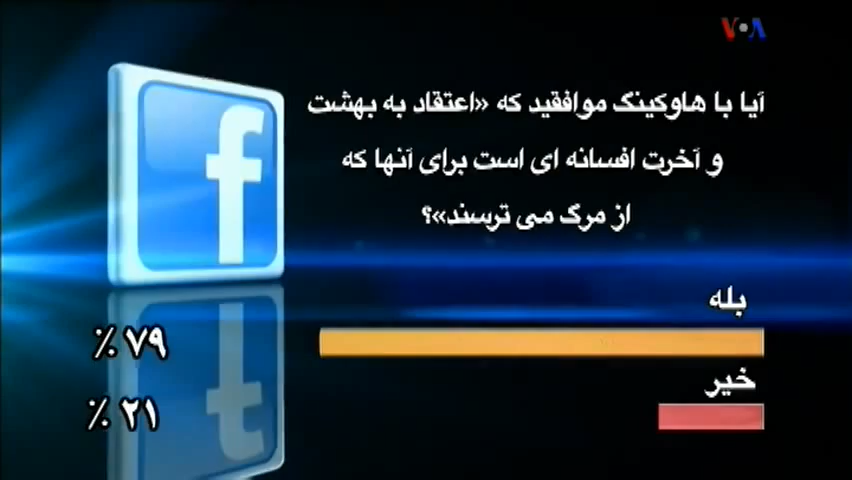 VOA
آیا با هاوکینگ موافقید که «اعتقاد به بهشت
و آخرت افسانه ای است برای آنها که
از مرگ می ترسند»؟
بله
٪ ۷۹
خیر
٪ ۲۱